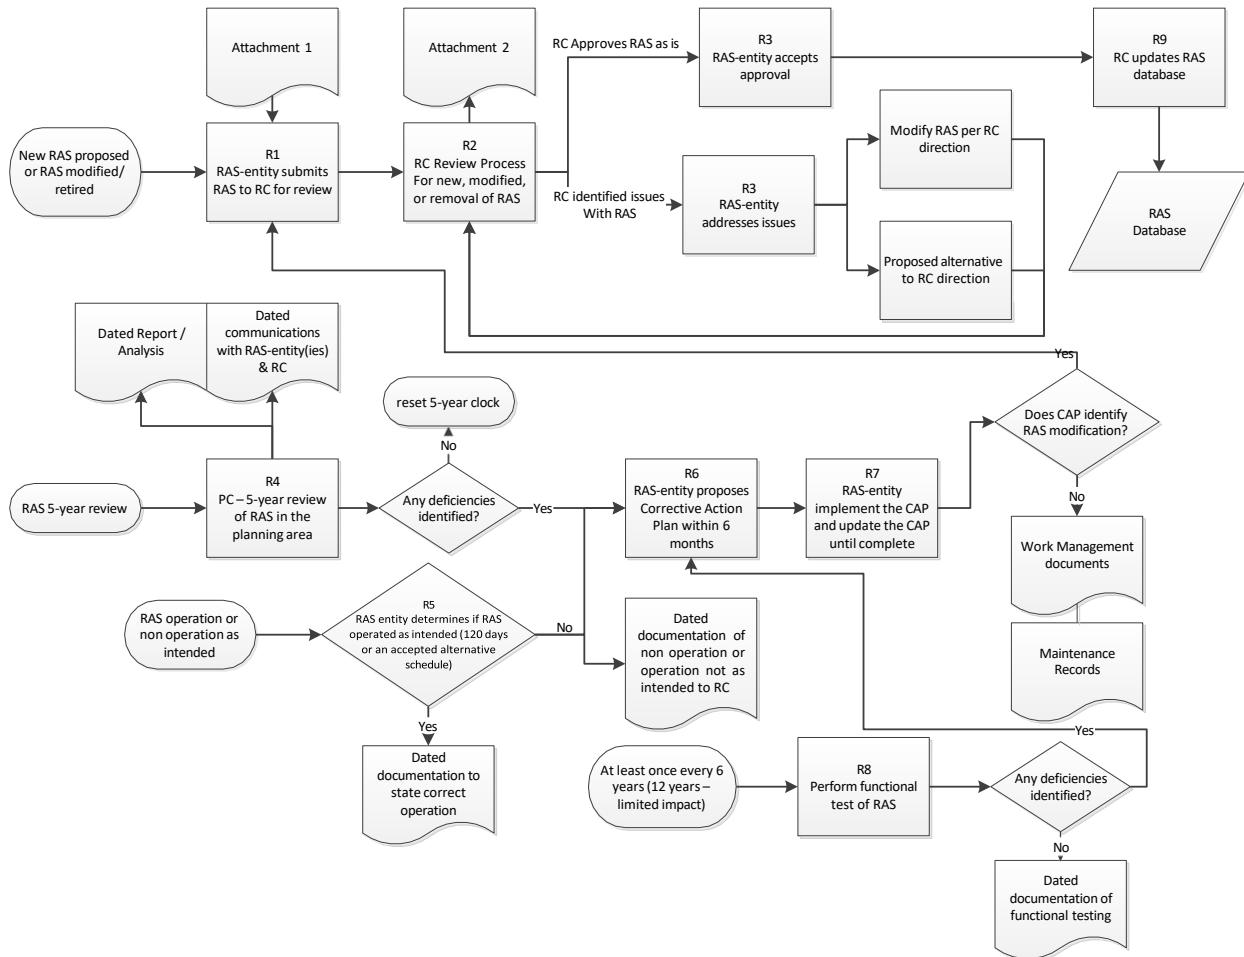 Attachment 1
Attachment 2
RC Approves RAS as is
R3
RAS-entity accepts
approval
R9
RC updates RAS
database
New RAS proposed
or RAS modified/
retired
R1
RAS-entity submits
RAS to RC for review
R2
RC Review Process
For new, modified,
or removal of RAS
RC identified issues
With RAS
R3
RAS-entity
addresses issues
Modify RAS per RC
direction
Proposed alternative
to RC direction
RAS
Database
Dated Report /
Analysis
Dated
communications
with RAS-entity(ies)
& RC
reset 5-year clock
Yes
Does CAP identify
RAS modification?
No
RAS 5-year review
R4
PC – 5-year review
of RAS in the
planning area
Any deficiencies
identified?
No
Yes
R6
RAS-entity proposes
Corrective Action
Plan within 6
months
R7
RAS-entity
implement the CAP
and update the CAP
until complete
Work Management
documents
Maintenance
Records
RAS operation or
non operation as
intended
R5
RAS entity determines if RAS
operated as intended (120 days
or an accepted alternative
schedule)
No
Yes
Dated
documentation of
non operation or
operation not as
intended to RC
Dated
documentation to
state correct
operation
At least once every 6
years (12 years –
limited impact)
R8
Perform functional
test of RAS
Any deficiencies
identified?
Yes
No
Dated
documentation of
functional testing